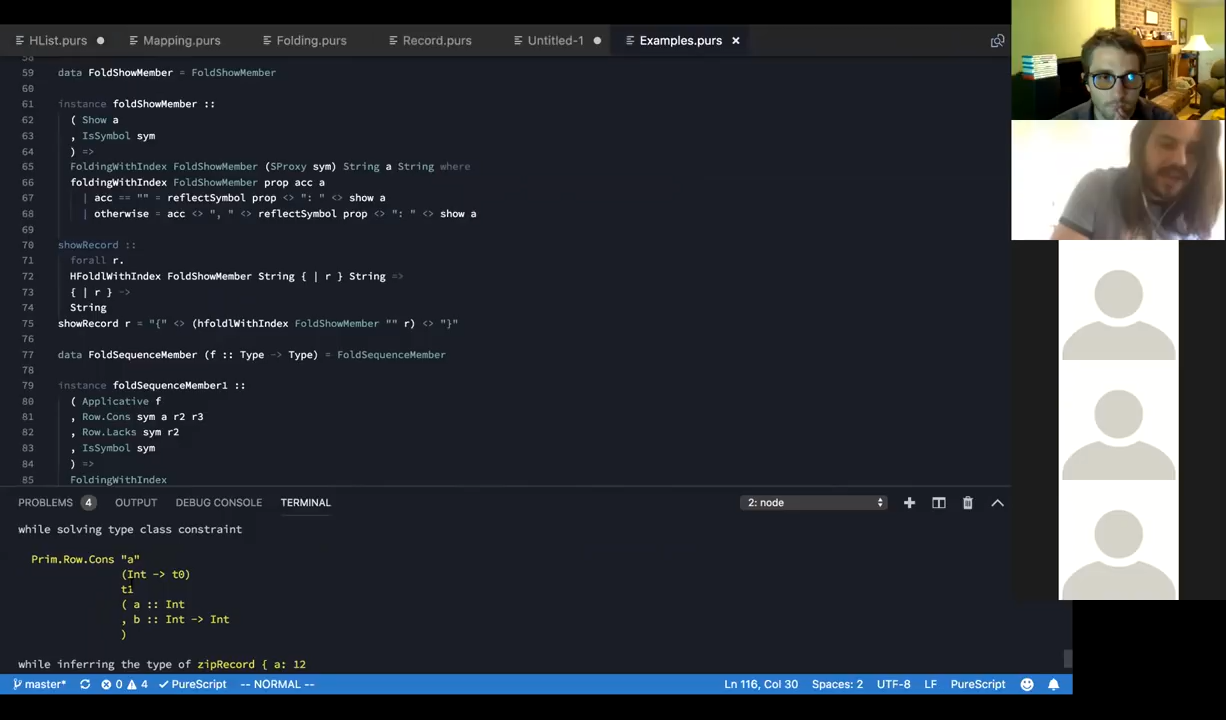 HList.purs Mapping.purs Folding.purs Record.purs Untitled-1 Examples.purs
59 data FoldShowMember = FoldShowMember
60
61 instance foldShowMember ::
62 ( Show a
63 , IsSymbol sym
64 ) =>
65 FoldingWithIndex FoldShowMember (SProxy sym) String a String where
66 foldingWithIndex FoldShowMember prop acc a
67 | acc == "" = reflectSymbol prop <> ": " <> show a
68 | otherwise = acc <> ", " <> reflectSymbol prop <> ": " <> show a
69
70 showRecord ::
71 forall r.
72 HFoldlWithIndex FoldShowMember String { | r } String =>
73 { | r } ->
74 String
75 showRecord r = "{" <> (hfoldlWithIndex FoldShowMember "" r) <> "}"
76
77 data FoldSequenceMember (f :: Type -> Type) = FoldSequenceMember
78
79 instance foldSequenceMember1 ::
80 ( Applicative f
81 , Row.Cons sym a r2 r3
82 , Row.Lacks sym r2
83 , IsSymbol sym
84 ) =>
85 FoldingWithIndex
PROBLEMS 4 OUTPUT DEBUG CONSOLE TERMINAL 2: node
while solving type class constraint
Prim.Row.Cons "a"
(Int -> t0)
t1
( a :: Int
, b :: Int -> Int
)
while inferring the type of zipRecord { a: 12
master* 0 4 PureScript -- NORMAL -- Ln 116, Col 30 Spaces: 2 UTF-8 LF PureScript